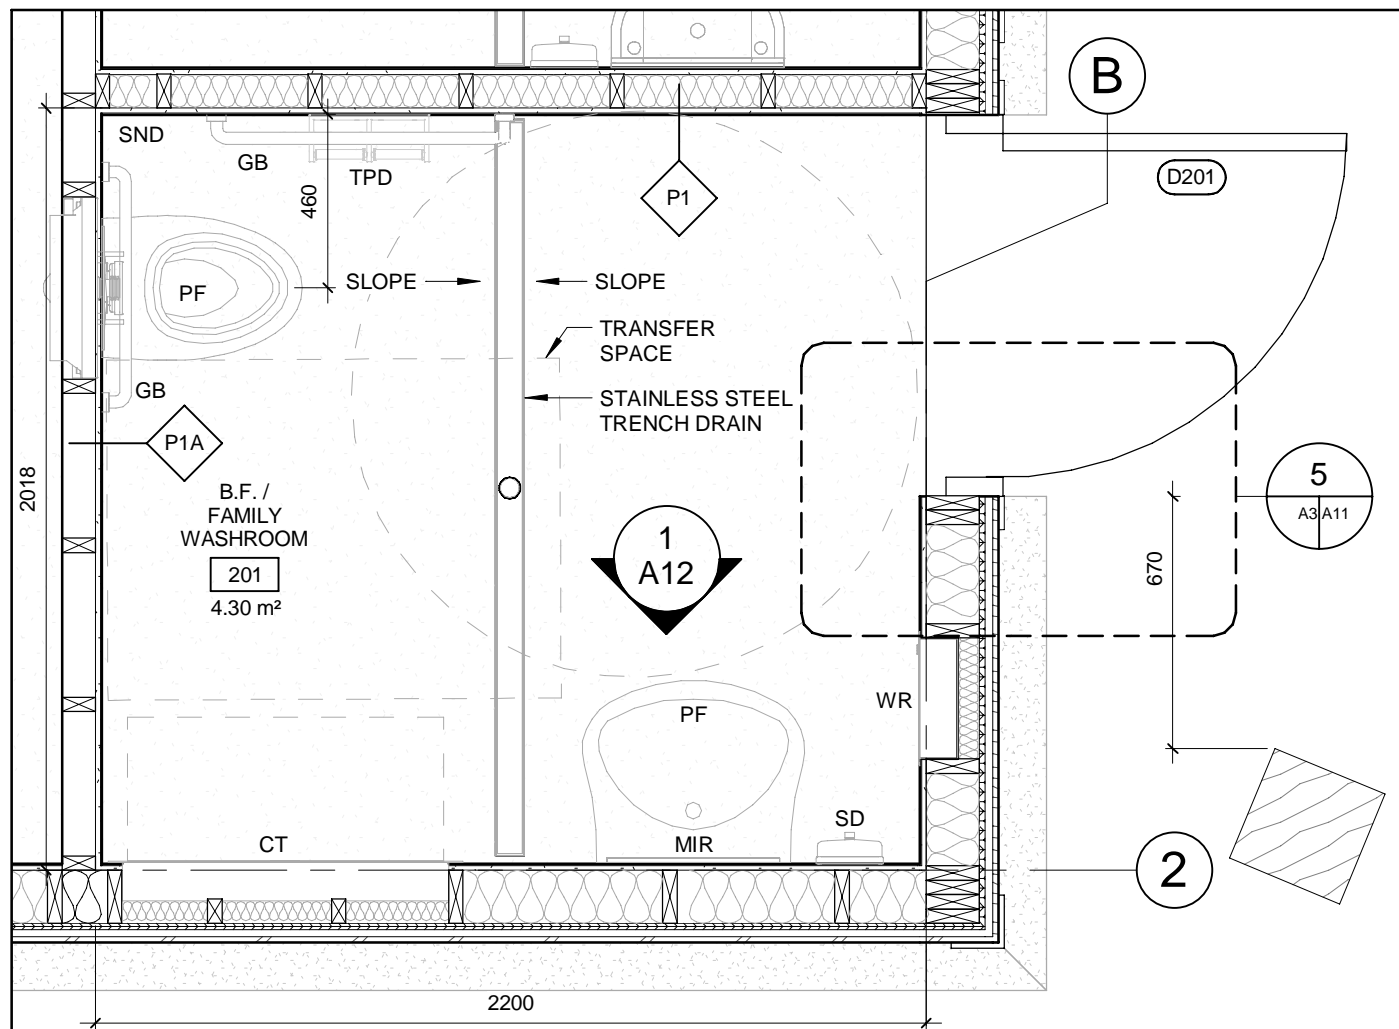 B
SND
GB
TPD
D201
P1
460
PF
SLOPE
SLOPE
TRANSFER
SPACE
GB
STAINLESS STEEL
TRENCH DRAIN
P1A
2018
B.F. /
FAMILY
WASHROOM
201
4.30 m²
1
A12
5
A3
A11
670
WR
PF
SD
CT
MIR
2
2200